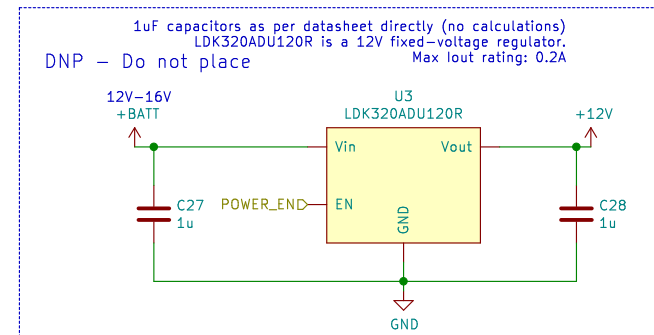 1uF capacitors as per datasheet directly (no calculations)
LDK320ADU120R is a 12V fixed-voltage regulator.
Max Iout rating: 0.2A
DNP - Do not place
12V-16V
+BATT
U3
LDK320ADU120R
+12V
Vin
Vout
POWER_EN
EN
GND
C27
1u
C28
1u
GND